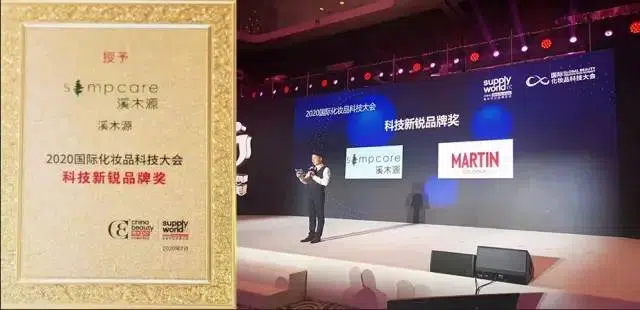 授予
simpcare
溪木源
溪木源
2020国际化妆品科技大会
科技新锐品牌奖
china
beauty
supply
world
2020年7月
supply
world
国际
GLOBAL BEAUTY
化妆品科技大会
2020国际化妆品科技大会
科技新锐品牌奖
simpcare
溪木源
MARTIN